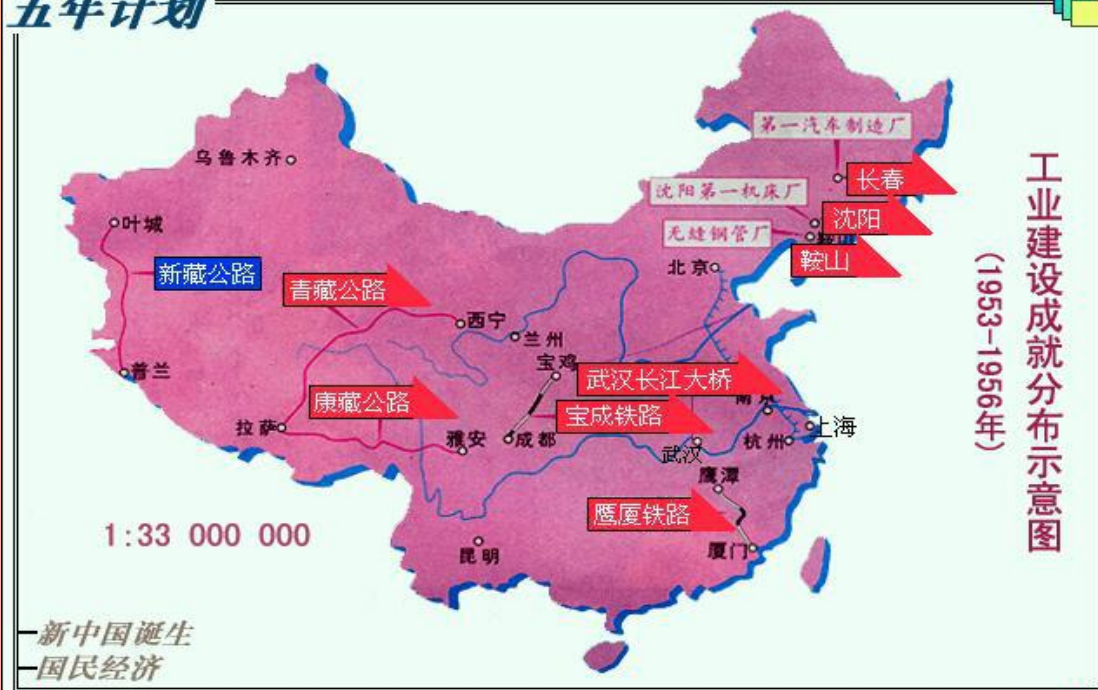 五年计划
第一汽车制造厂
长春
乌鲁木齐
沈阳第一机床厂
沈阳
叶城
无缝钢管厂
鞍山
北京
新藏公路
青藏公路
西宁
兰州
宝鸡
普兰
武汉长江大桥
康藏公路
宝成铁路
南京
拉萨
雅安
成都
上海
杭州
武汉
鹰潭
鹰厦铁路
厦门
昆明
1:33 000 000
工业建设成就分布示意图
(1953-1956年)
新中国诞生
国民经济